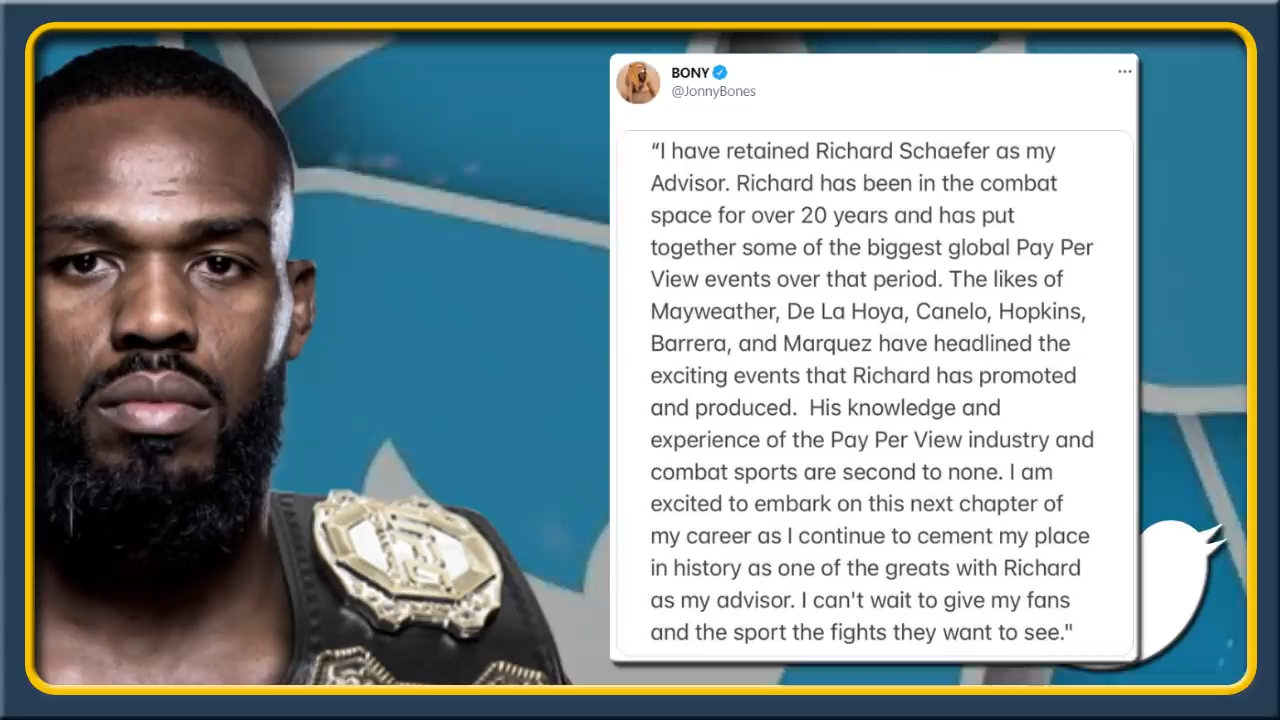 BONY
@JonnyBones
“I have retained Richard Schaefer as my
Advisor. Richard has been in the combat
space for over 20 years and has put
together some of the biggest global Pay Per
View events over that period. The likes of
Mayweather, De La Hoya, Canelo, Hopkins,
Barrera, and Marquez have headlined the
exciting events that Richard has promoted
and produced.  His knowledge and
experience of the Pay Per View industry and
combat sports are second to none. I am
excited to embark on this next chapter of
my career as I continue to cement my place
in history as one of the greats with Richard
as my advisor. I can't wait to give my fans
and the sport the fights they want to see."